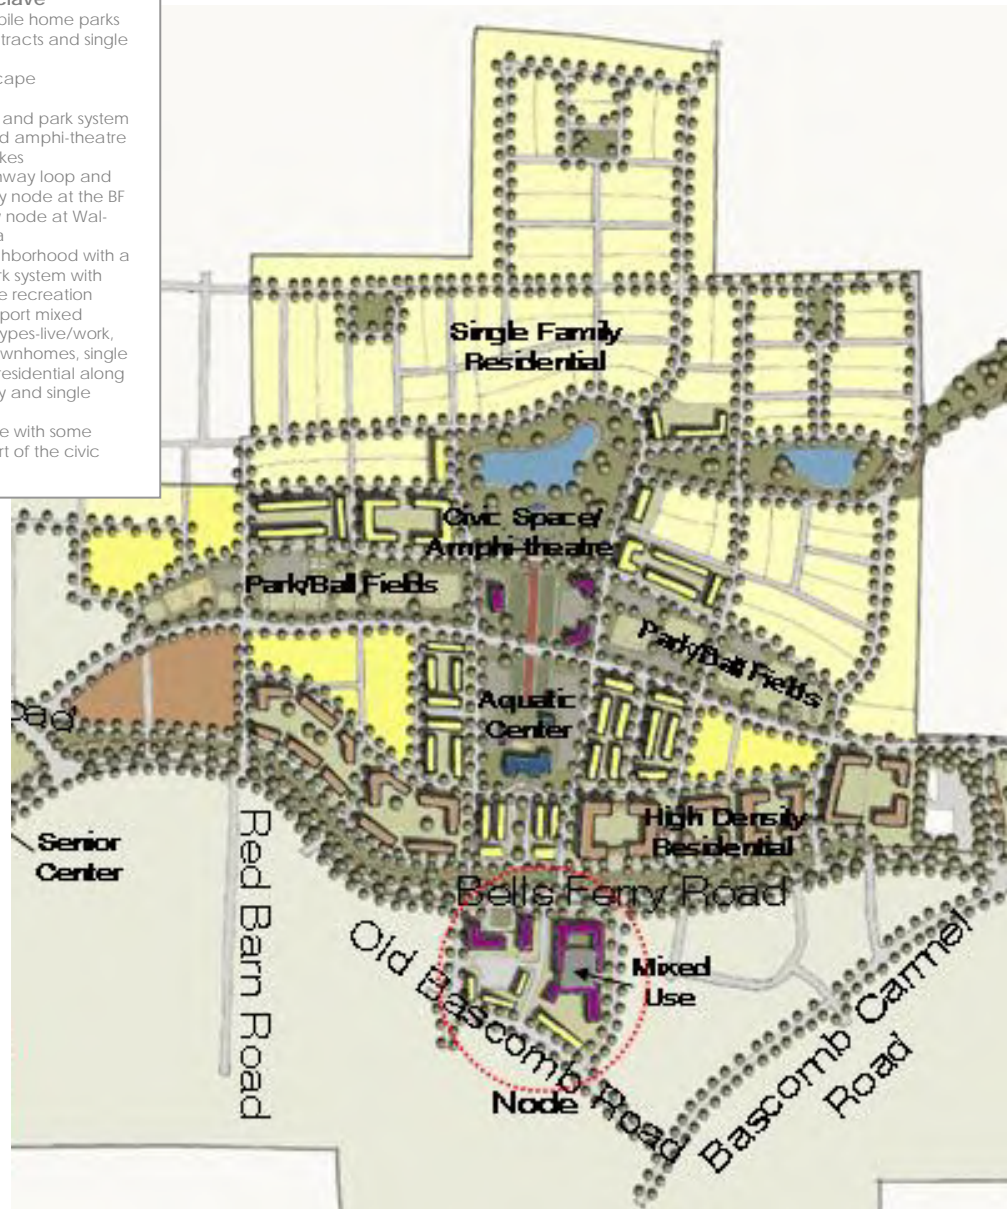 clave
bile home parks
tracts and single
cape
and park system
d amphi-theatre
kes
nway loop and
y node at the BF
node at Wal-
a
hborhood with a
rk system with
e recreation
port mixed
ypes-live/work,
wnhomes, single
residential along
y and single
e with some
rt of the civic
Single Family
Residential
Civic Space/
Amphi-theatre
Park/Ball Fields
Park/Ball Fields
Aquatic
Center
Senior
Center
High Density
Residential
Red Barn Road
Bells Ferry Road
Old Bascomb Road
Mixed
Use
Node
Bascomb Carmel
Road